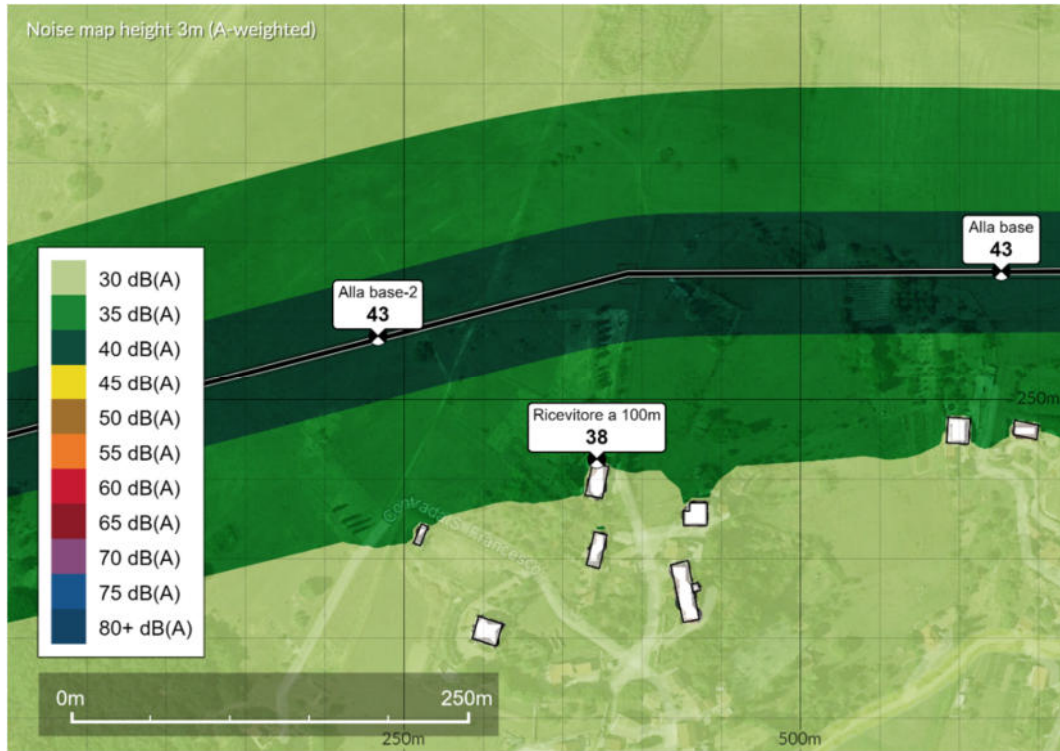 Noise map height 3m (A-weighted)
Alla base
43
Alla base-2
43
30 dB(A)
35 dB(A)
40 dB(A)
45 dB(A)
50 dB(A)
55 dB(A)
60 dB(A)
65 dB(A)
70 dB(A)
75 dB(A)
80+ dB(A)
250m
Ricevitore a 100m
38
Contrada S. Francesco
0m
250m
250m
500m